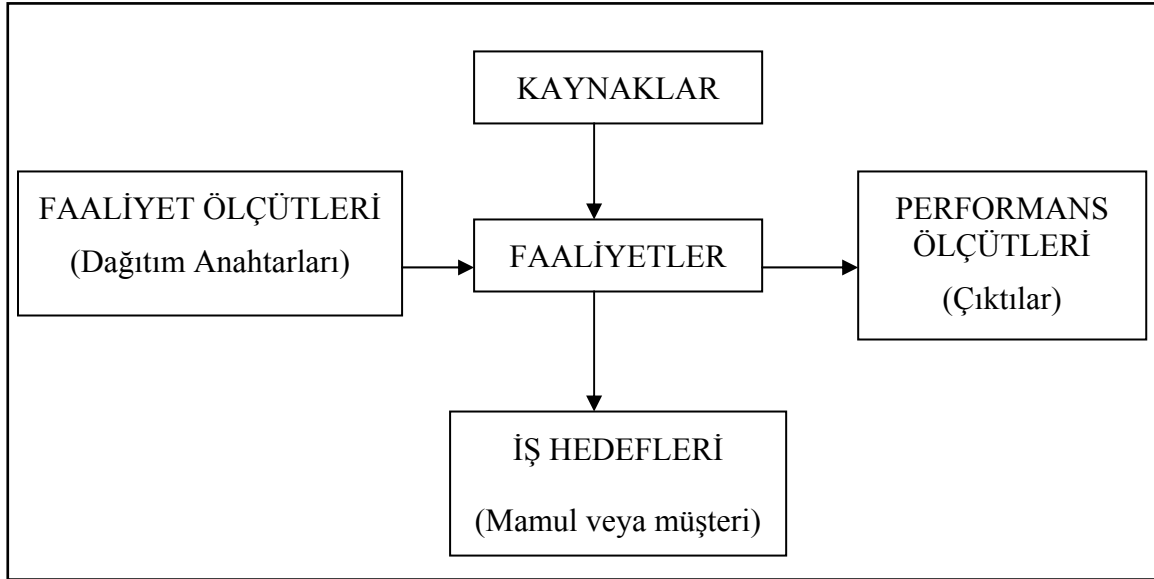 KAYNAKLAR
FAALİYET ÖLÇÜTLERİ
(Dağıtım Anahtarları)
FAALİYETLER
PERFORMANS
ÖLÇÜTLERİ
(Çıktılar)
İŞ HEDEFLERİ
(Mamul veya müşteri)